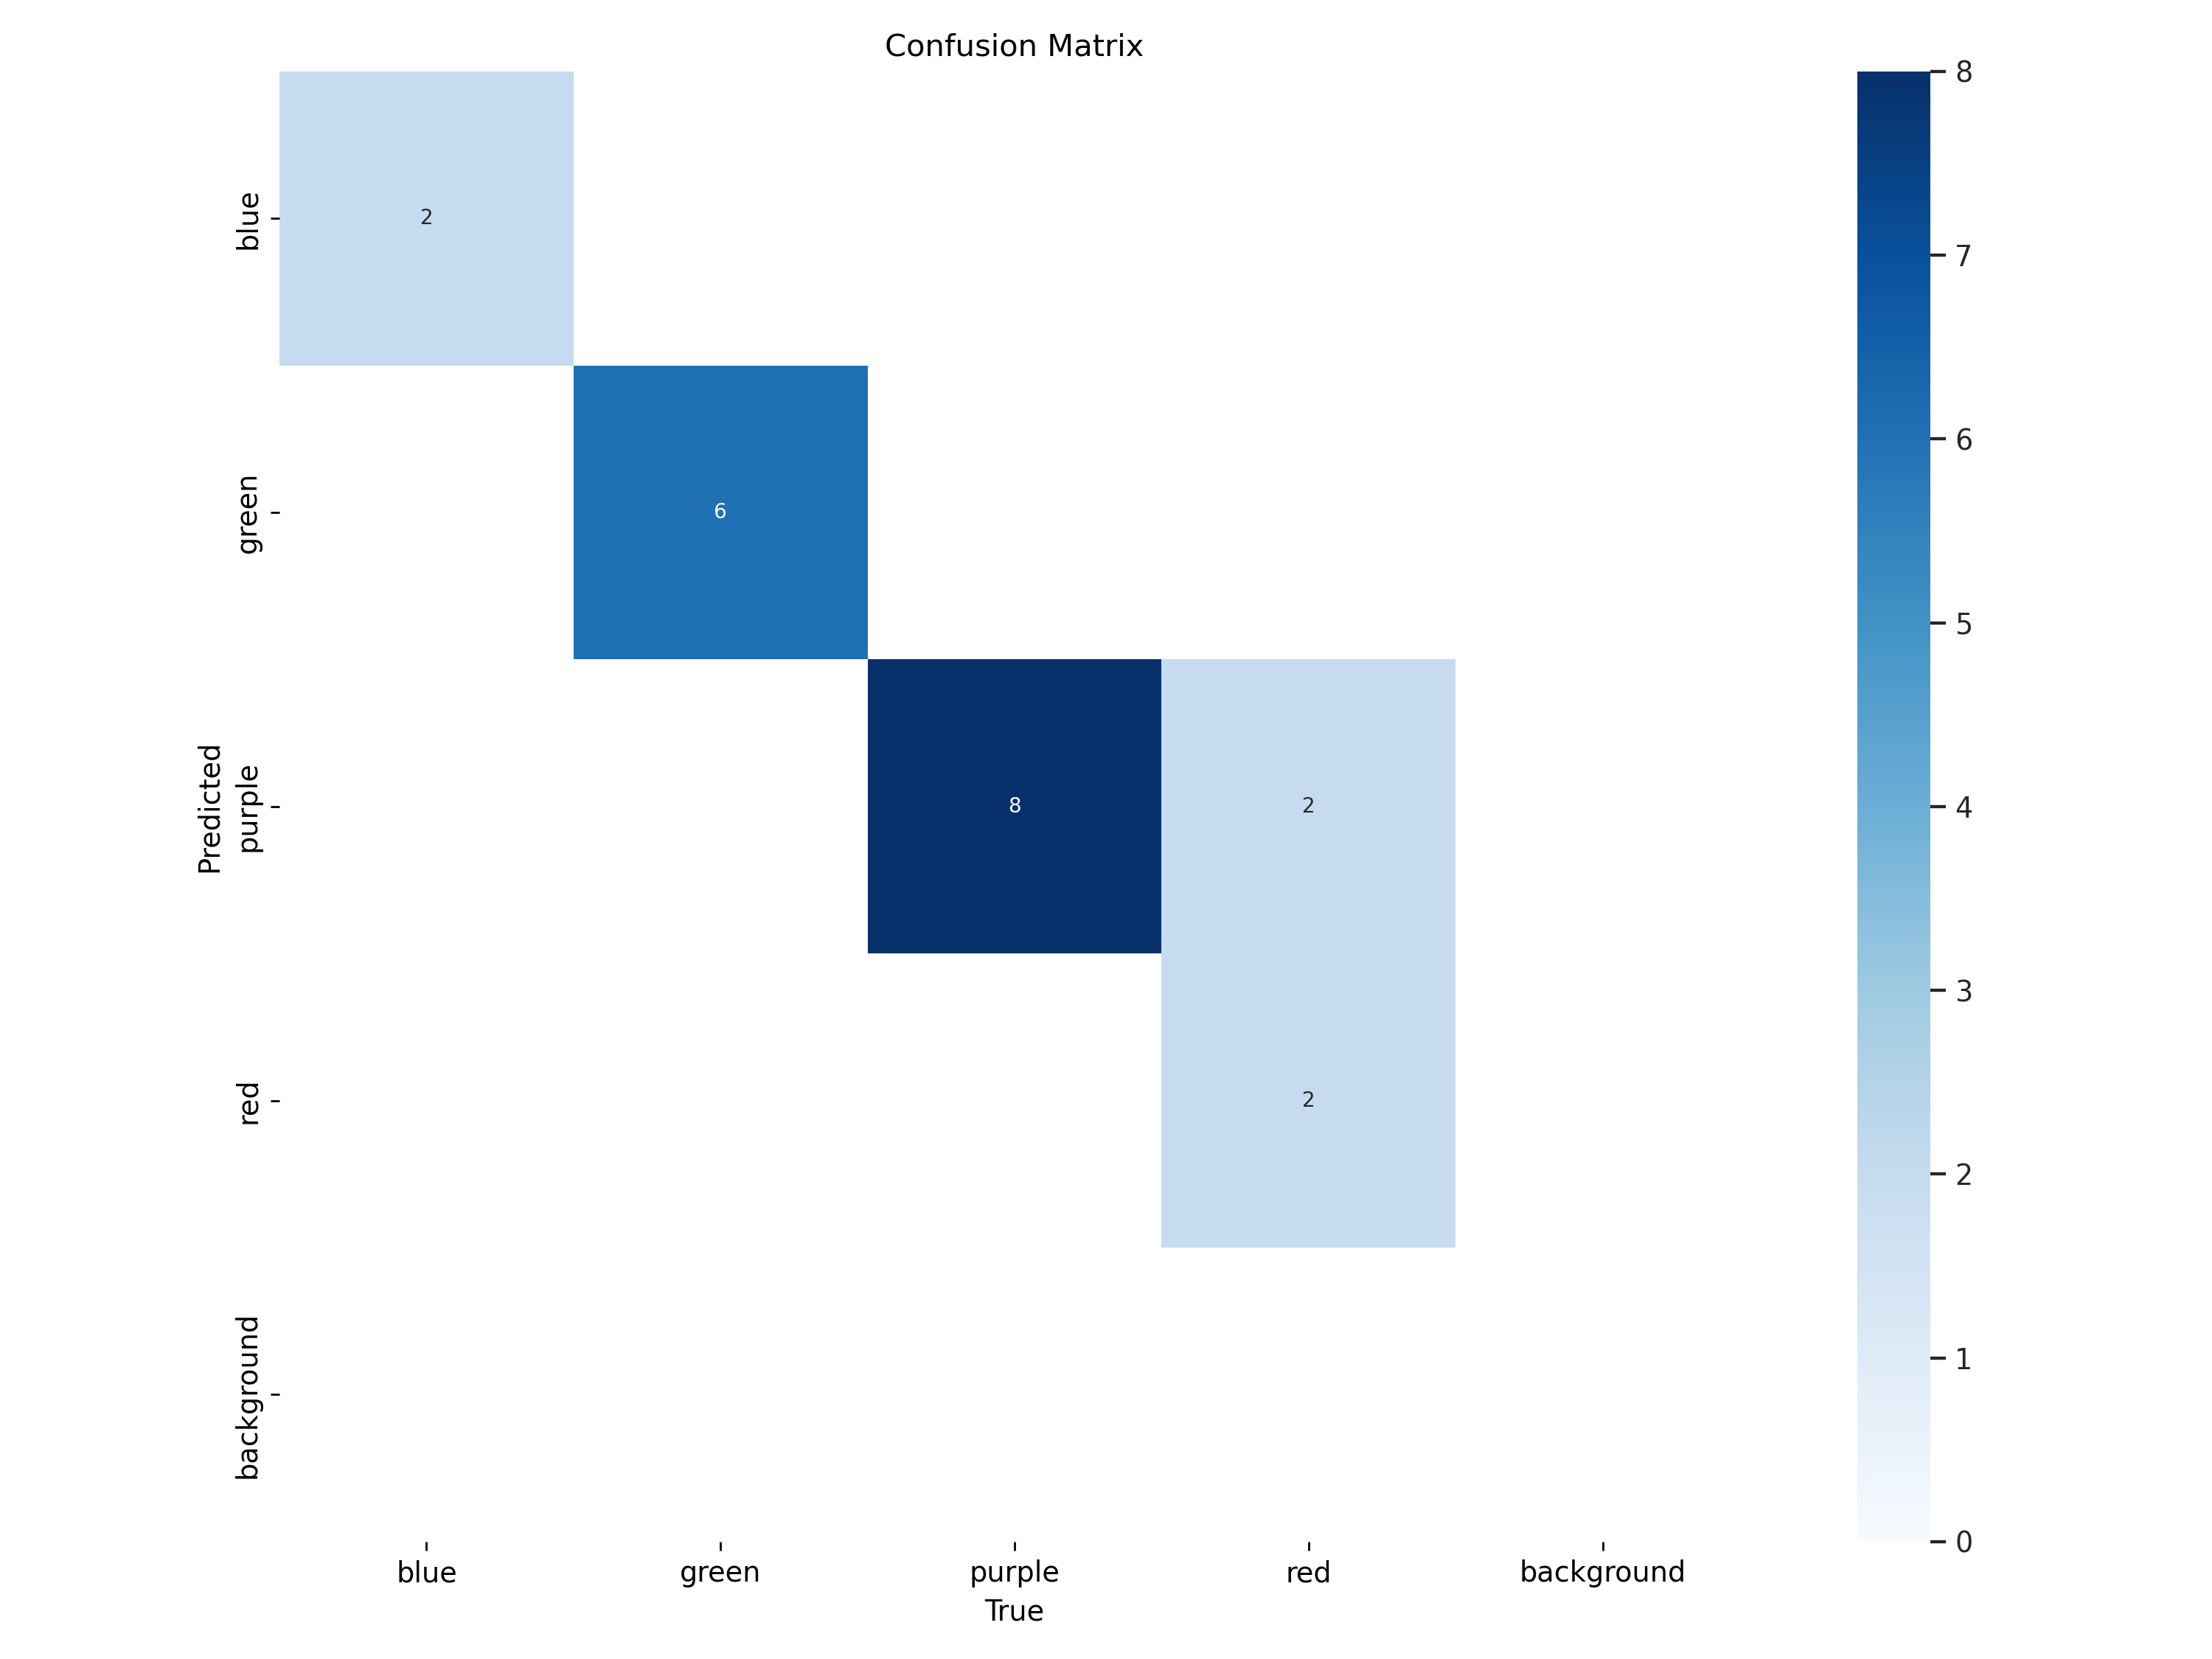 Confusion Matrix
blue
green
purple
red
background
Predicted
2
6
8 2
2
blue green purple red background
True
8
7
6
5
4
3
2
1
0